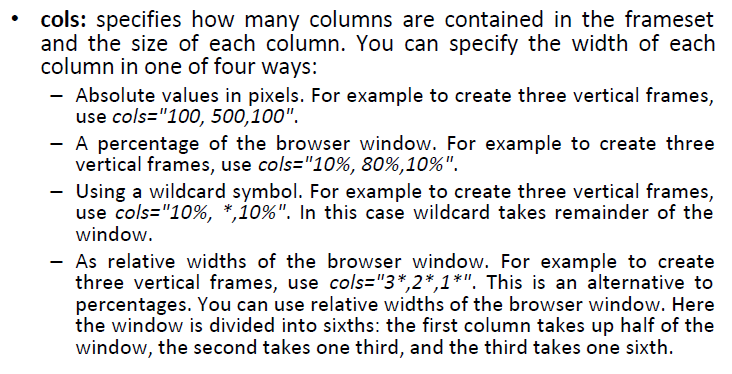 • cols: specifies how many columns are contained in the frameset
and the size of each column. You can specify the width of each
column in one of four ways:
– Absolute values in pixels. For example to create three vertical frames,
use cols="100, 500,100".
– A percentage of the browser window. For example to create three
vertical frames, use cols="10%, 80%,10%".
– Using a wildcard symbol. For example to create three vertical frames,
use cols="10%, *,10%". In this case wildcard takes remainder of the
window.
– As relative widths of the browser window. For example to create
three vertical frames, use cols="3*,2*,1*". This is an alternative to
percentages. You can use relative widths of the browser window. Here
the window is divided into sixths: the first column takes up half of the
window, the second takes one third, and the third takes one sixth.